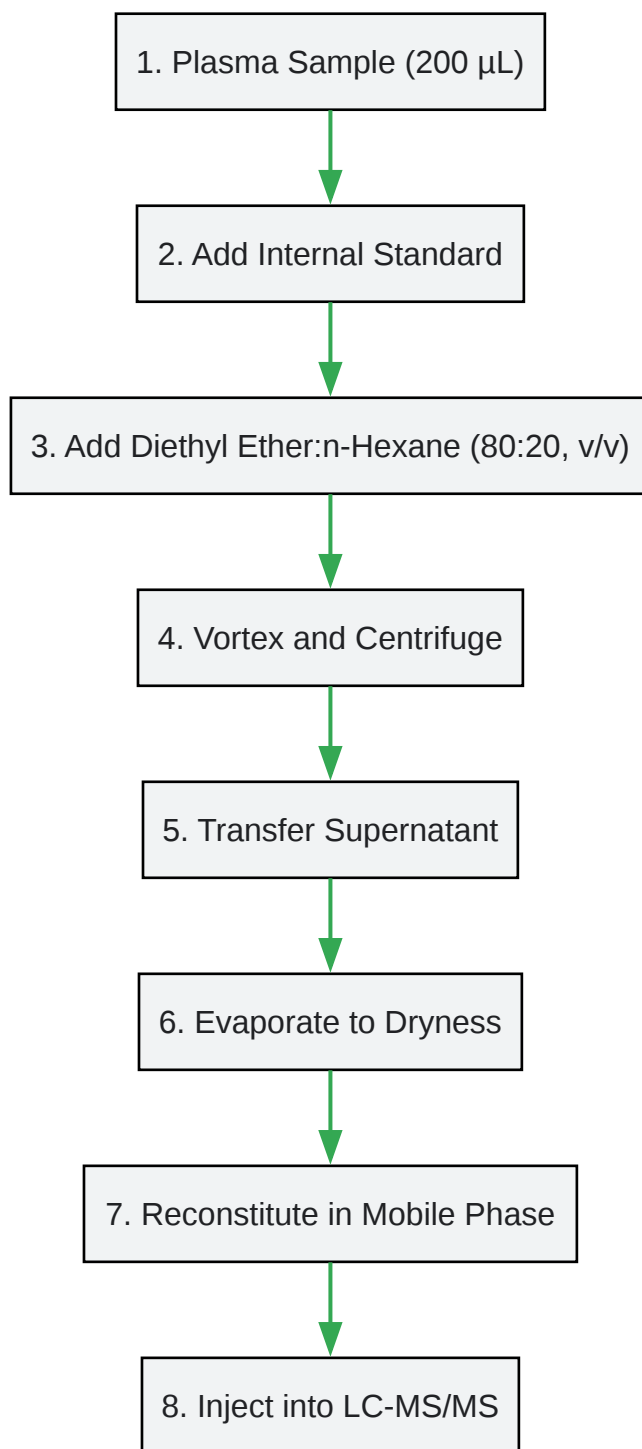 1. Plasma Sample (200 µL)
2. Add Internal Standard
3. Add Diethyl Ether:n-Hexane (80:20, v/v)
4. Vortex and Centrifuge
5. Transfer Supernatant
6. Evaporate to Dryness
7. Reconstitute in Mobile Phase
8. Inject into LC-MS/MS